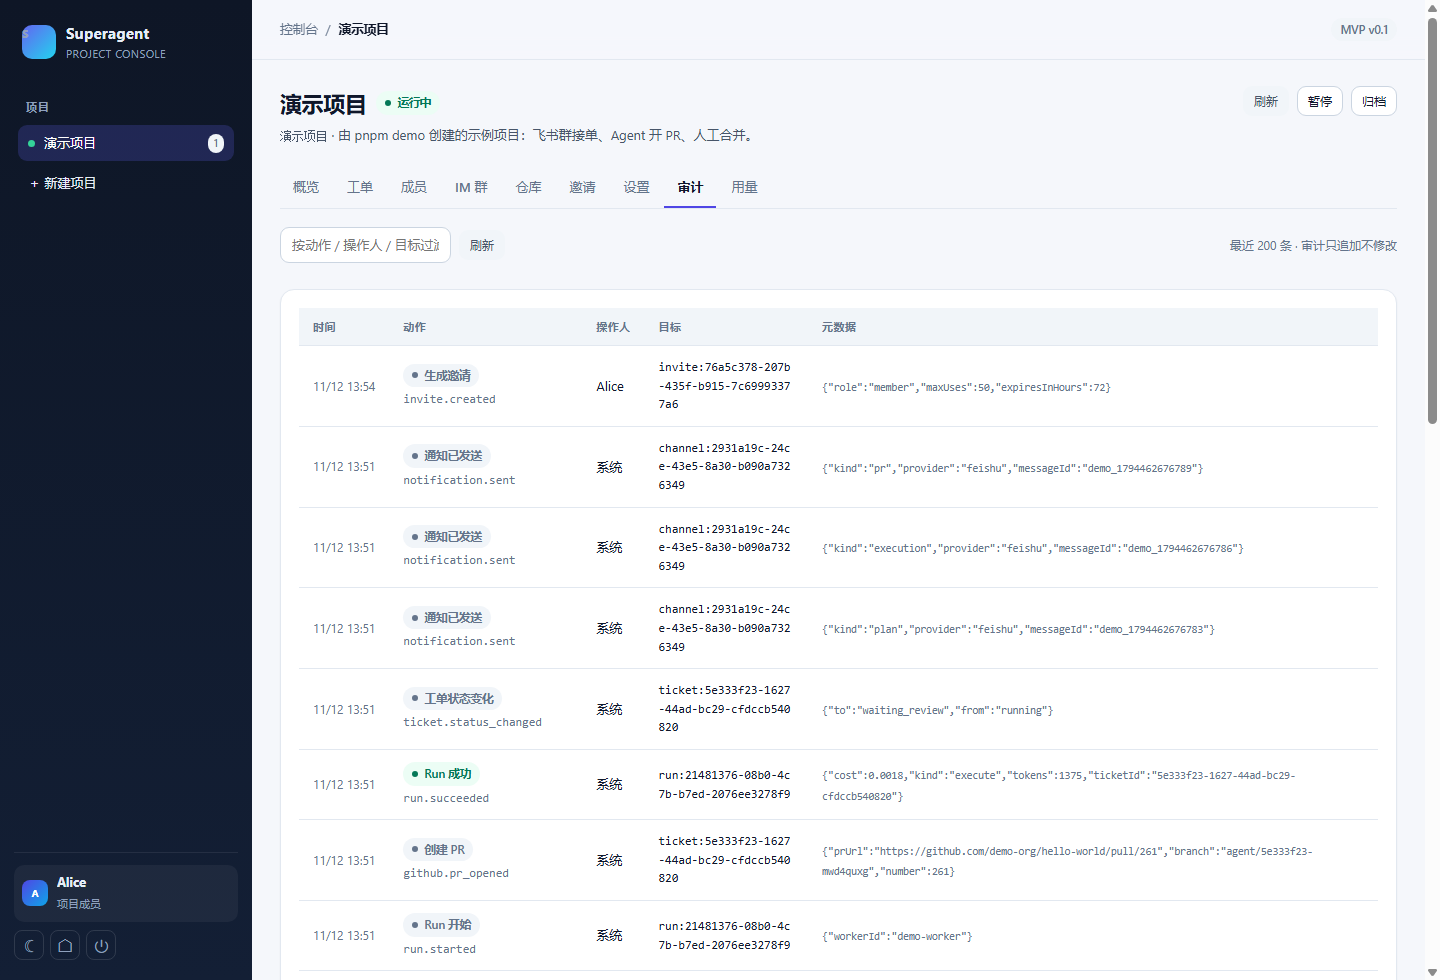 Superagent
PROJECT CONSOLE
项目
演示项目
1
+ 新建项目
Alice
项目成员
A
控制台 / 演示项目
MVP v0.1
演示项目
运行中
刷新
暂停
归档
演示项目 · 由 pnpm demo 创建的示例项目：飞书群接单、Agent 开 PR、人工合并。
概览
工单
成员
IM 群
仓库
邀请
设置
审计
用量
按动作 / 操作人 / 目标过滤
刷新
最近 200 条 · 审计只追加不修改
时间
动作
操作人
目标
元数据
11/12 13:54
生成邀请
invite.created
Alice
invite:76a5c378-207b
-435f-b915-7c6999337
7a6
{"role":"member","maxUses":50,"expiresInHours":72}
11/12 13:51
通知已发送
notification.sent
系统
channel:2931a19c-24c
e-43e5-8a30-b090a732
6349
{"kind":"pr","provider":"feishu","messageId":"demo_1794462676789"}
11/12 13:51
通知已发送
notification.sent
系统
channel:2931a19c-24c
e-43e5-8a30-b090a732
6349
{"kind":"execution","provider":"feishu","messageId":"demo_1794462676786"}
11/12 13:51
通知已发送
notification.sent
系统
channel:2931a19c-24c
e-43e5-8a30-b090a732
6349
{"kind":"plan","provider":"feishu","messageId":"demo_1794462676783"}
11/12 13:51
工单状态变化
ticket.status_changed
系统
ticket:5e333f23-1627
-44ad-bc29-cfdccb540
820
{"to":"waiting_review","from":"running"}
11/12 13:51
Run 成功
run.succeeded
系统
run:21481376-08b0-4c
7b-b7ed-2076ee3278f9
{"cost":0.0018,"kind":"execute","tokens":1375,"ticketId":"5e333f23-1627-44ad-bc29-
cfdccb540820"}
11/12 13:51
创建 PR
github.pr_opened
系统
ticket:5e333f23-1627
-44ad-bc29-cfdccb540
820
{"prUrl":"https://github.com/demo-org/hello-world/pull/261","branch":"agent/5e333f23-
mwd4quxg","number":261}
11/12 13:51
Run 开始
run.started
系统
run:21481376-08b0-4c
7b-b7ed-2076ee3278f9
{"workerId":"demo-worker"}